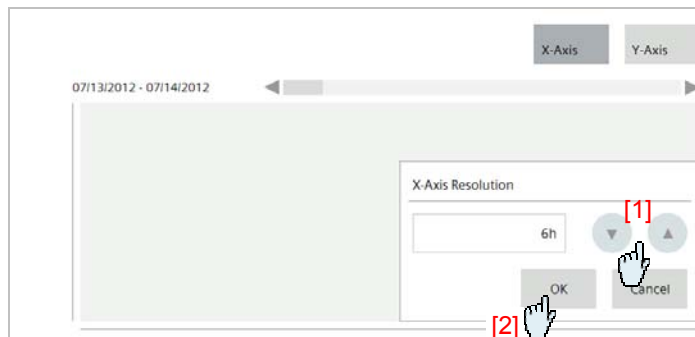 X-Axis Y-Axis
07/13/2012 - 07/14/2012
X-Axis Resolution
[1]
6h
OK Cancel
[2]